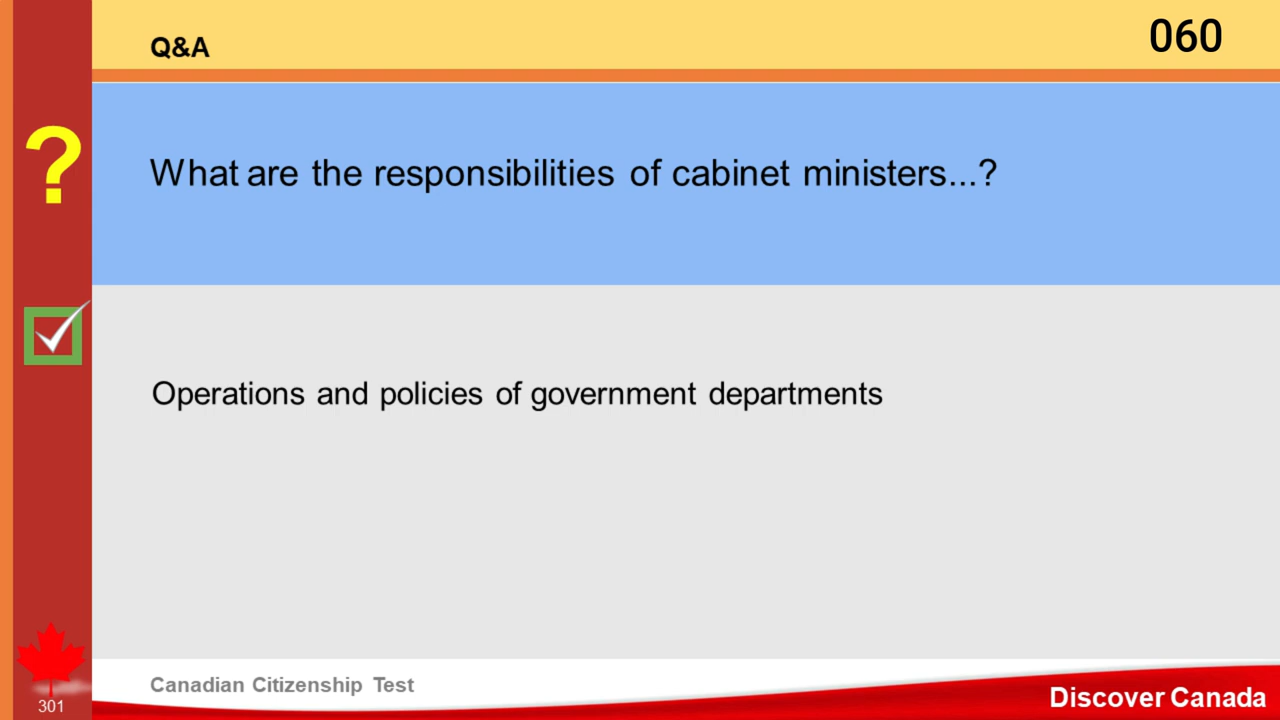 Q&A
060
?
What are the responsibilities of cabinet ministers...?
Operations and policies of government departments
Canadian Citizenship Test
301
Discover Canada